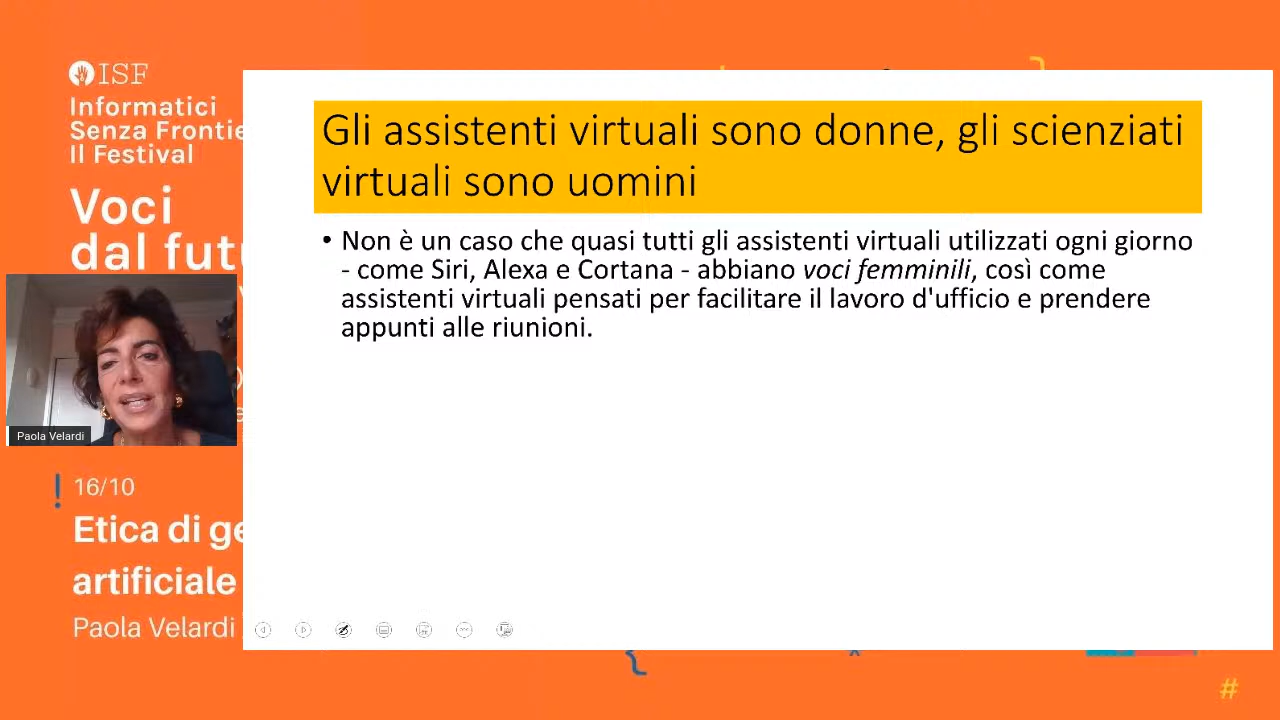 ISF
Informatici
Senza Frontie
Il Festival
Voci
dal futu
Gli assistenti virtuali sono donne, gli scienziati
virtuali sono uomini
• Non è un caso che quasi tutti gli assistenti virtuali utilizzati ogni giorno
- come Siri, Alexa e Cortana - abbiano voci femminili, così come
assistenti virtuali pensati per facilitare il lavoro d'ufficio e prendere
appunti alle riunioni.
Paola Velardi
16/10
Etica di ge
artificiale
Paola Velardi
#